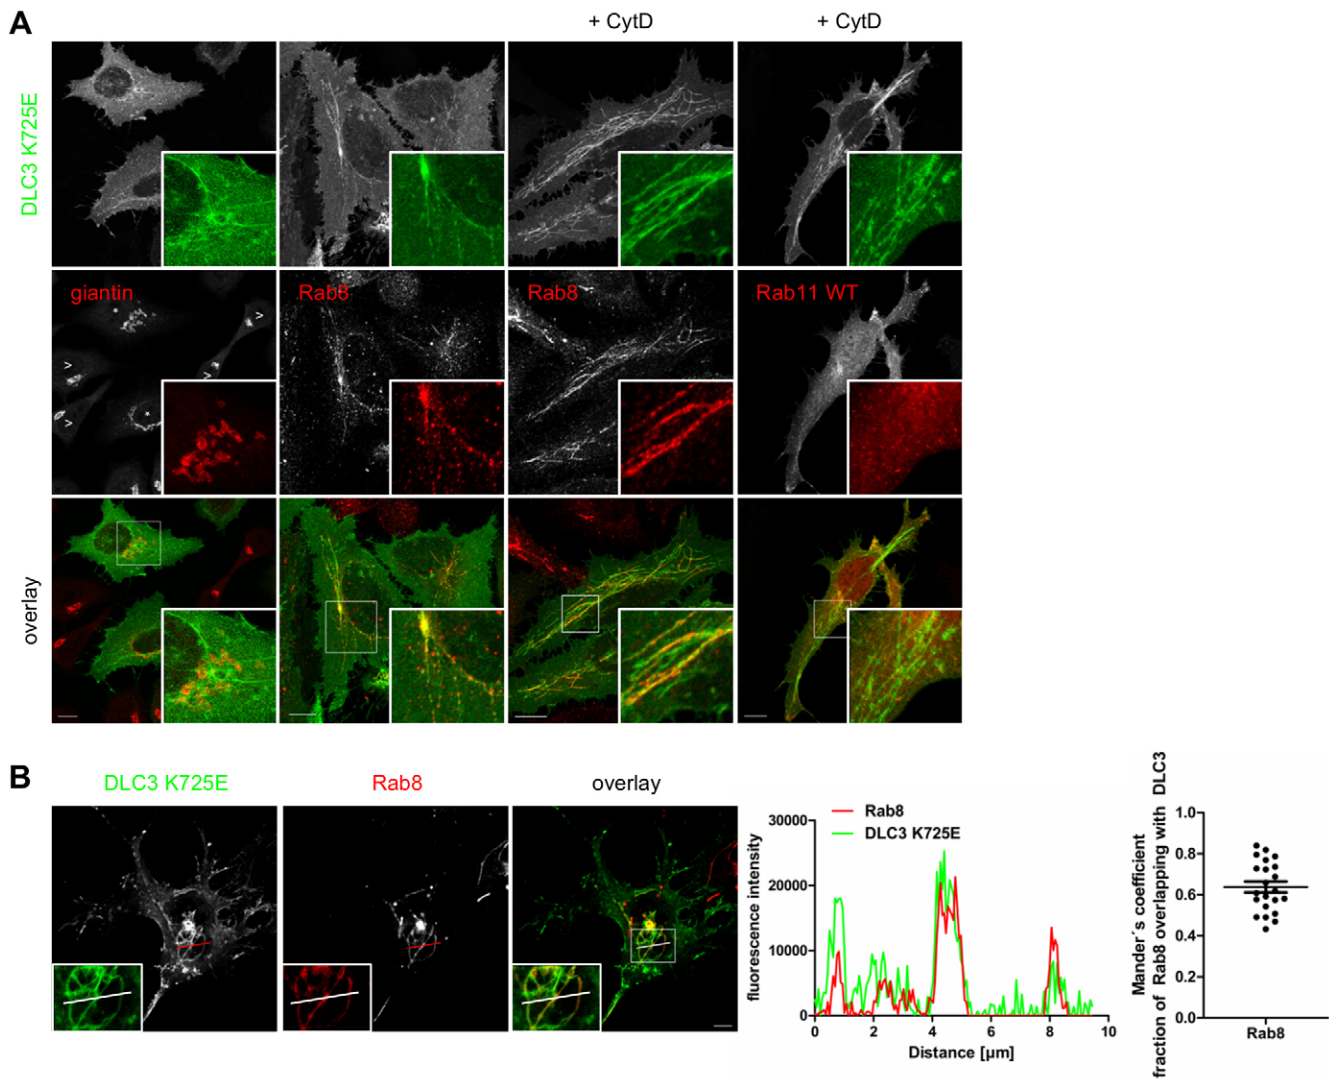 A
+ CytD
+ CytD
DLC3 K725E
giantin
Rab8
Rab8
Rab11 WT
>
*
>
>
*
>
overlay
B
DLC3 K725E
Rab8
overlay
Rab8
DLC3 K725E
fluorescence intensity
30000
20000
10000
0
0 2 4 6 8 10
Distance [µm]
Mander´s coefficient
fraction of Rab8 overlapping with DLC3
1.0
0.8
0.6
0.4
0.2
0.0
Rab8